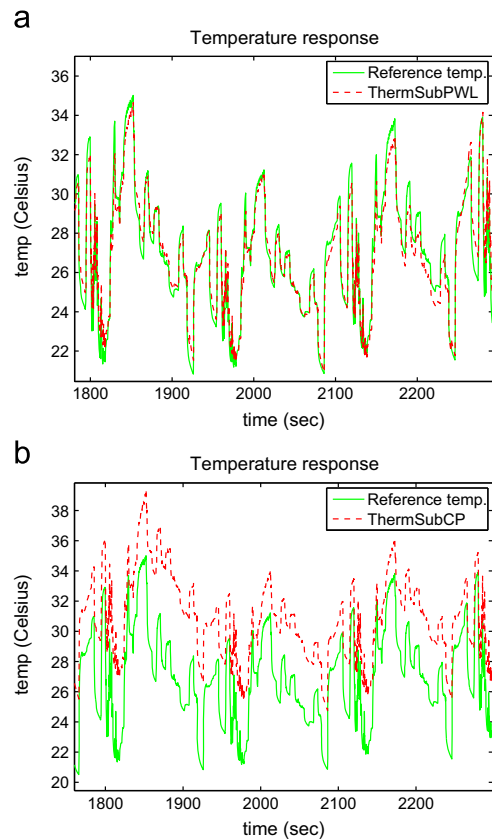 a
Temperature response
Reference temp.
ThermSubPWL
temp (Celsius)
36
34
32
30
28
26
24
22
1800 1900 2000 2100 2200
time (sec)
b
Temperature response
Reference temp.
ThermSubCP
temp (Celsius)
38
36
34
32
30
28
26
24
22
20
1800 1900 2000 2100 2200
time (sec)